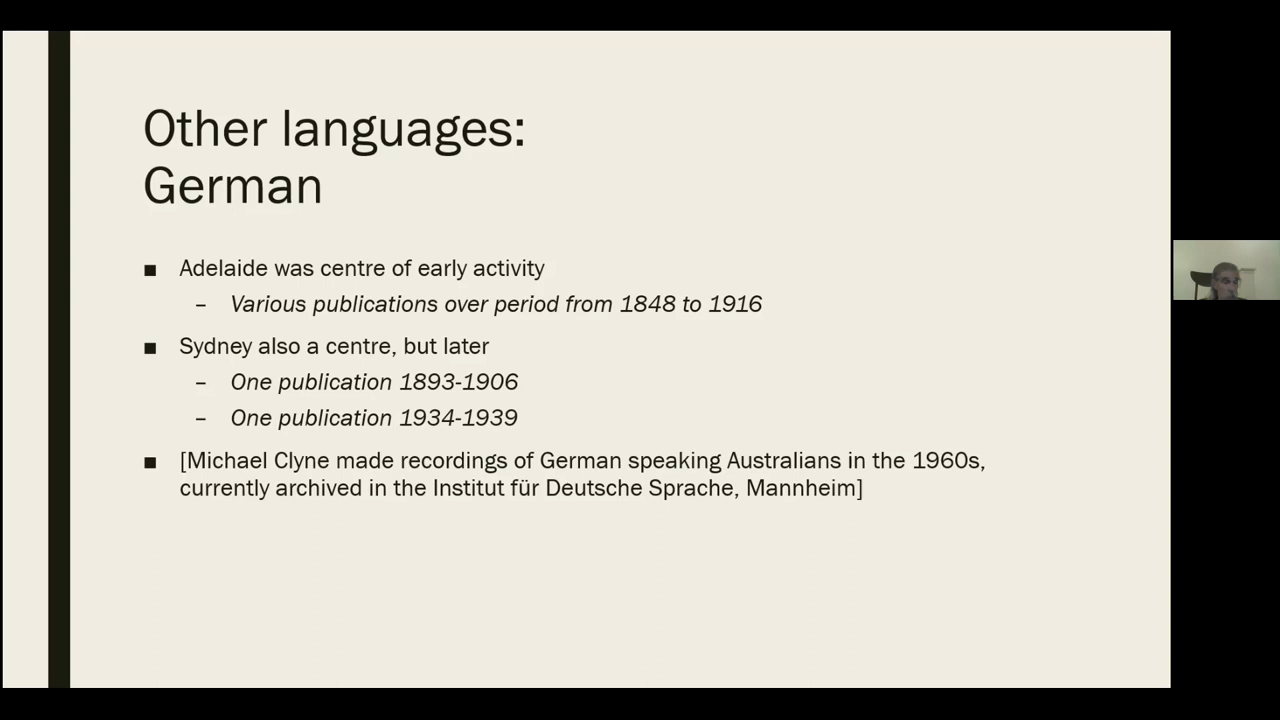 Other languages:
German
■ Adelaide was centre of early activity
– Various publications over period from 1848 to 1916
■ Sydney also a centre, but later
– One publication 1893-1906
– One publication 1934-1939
■ [Michael Clyne made recordings of German speaking Australians in the 1960s,
currently archived in the Institut für Deutsche Sprache, Mannheim]